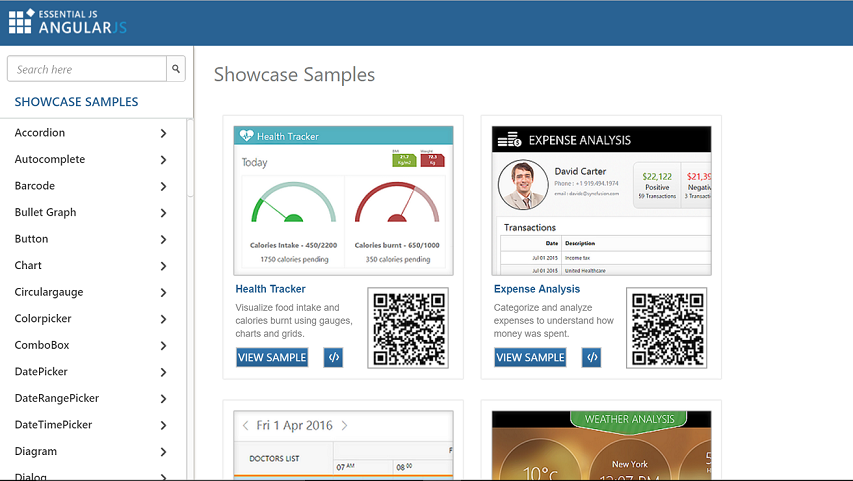 ESSENTIAL JS
ANGULARJS
Search here
SHOWCASE SAMPLES
Accordion
Autocomplete
Barcode
Bullet Graph
Button
Chart
Circulargauge
Colorpicker
ComboBox
DatePicker
DateRangePicker
DateTimePicker
Diagram
Dialog
Showcase Samples
Health Tracker
Today
BMI
21.2
Kg/m2
Weight
78.5
Kg
Calories Intake - 450/2200
1750 calories pending
Calories burnt - 650/1000
350 calories pending
Health Tracker
Visualize food intake and
calories burnt using gauges,
charts and grids.
VIEW SAMPLE
</>
EXPENSE ANALYSIS
David Carter
Phone : +1 919.494.1974
$22,122
Positive
59 Transactions
$21,39
Negativ
3 Transactio
Transactions
Date Description
Jul 01 2015 Income tax
Jul 01 2015 United Healthcare
Expense Analysis
Categorize and analyze
expenses to understand how
money was spent.
VIEW SAMPLE
</>
Fri 1 Apr 2016
DOCTORS LIST
F
07 AM
08 00
WEATHER ANALYSIS
10°c
New York
12:07 PM